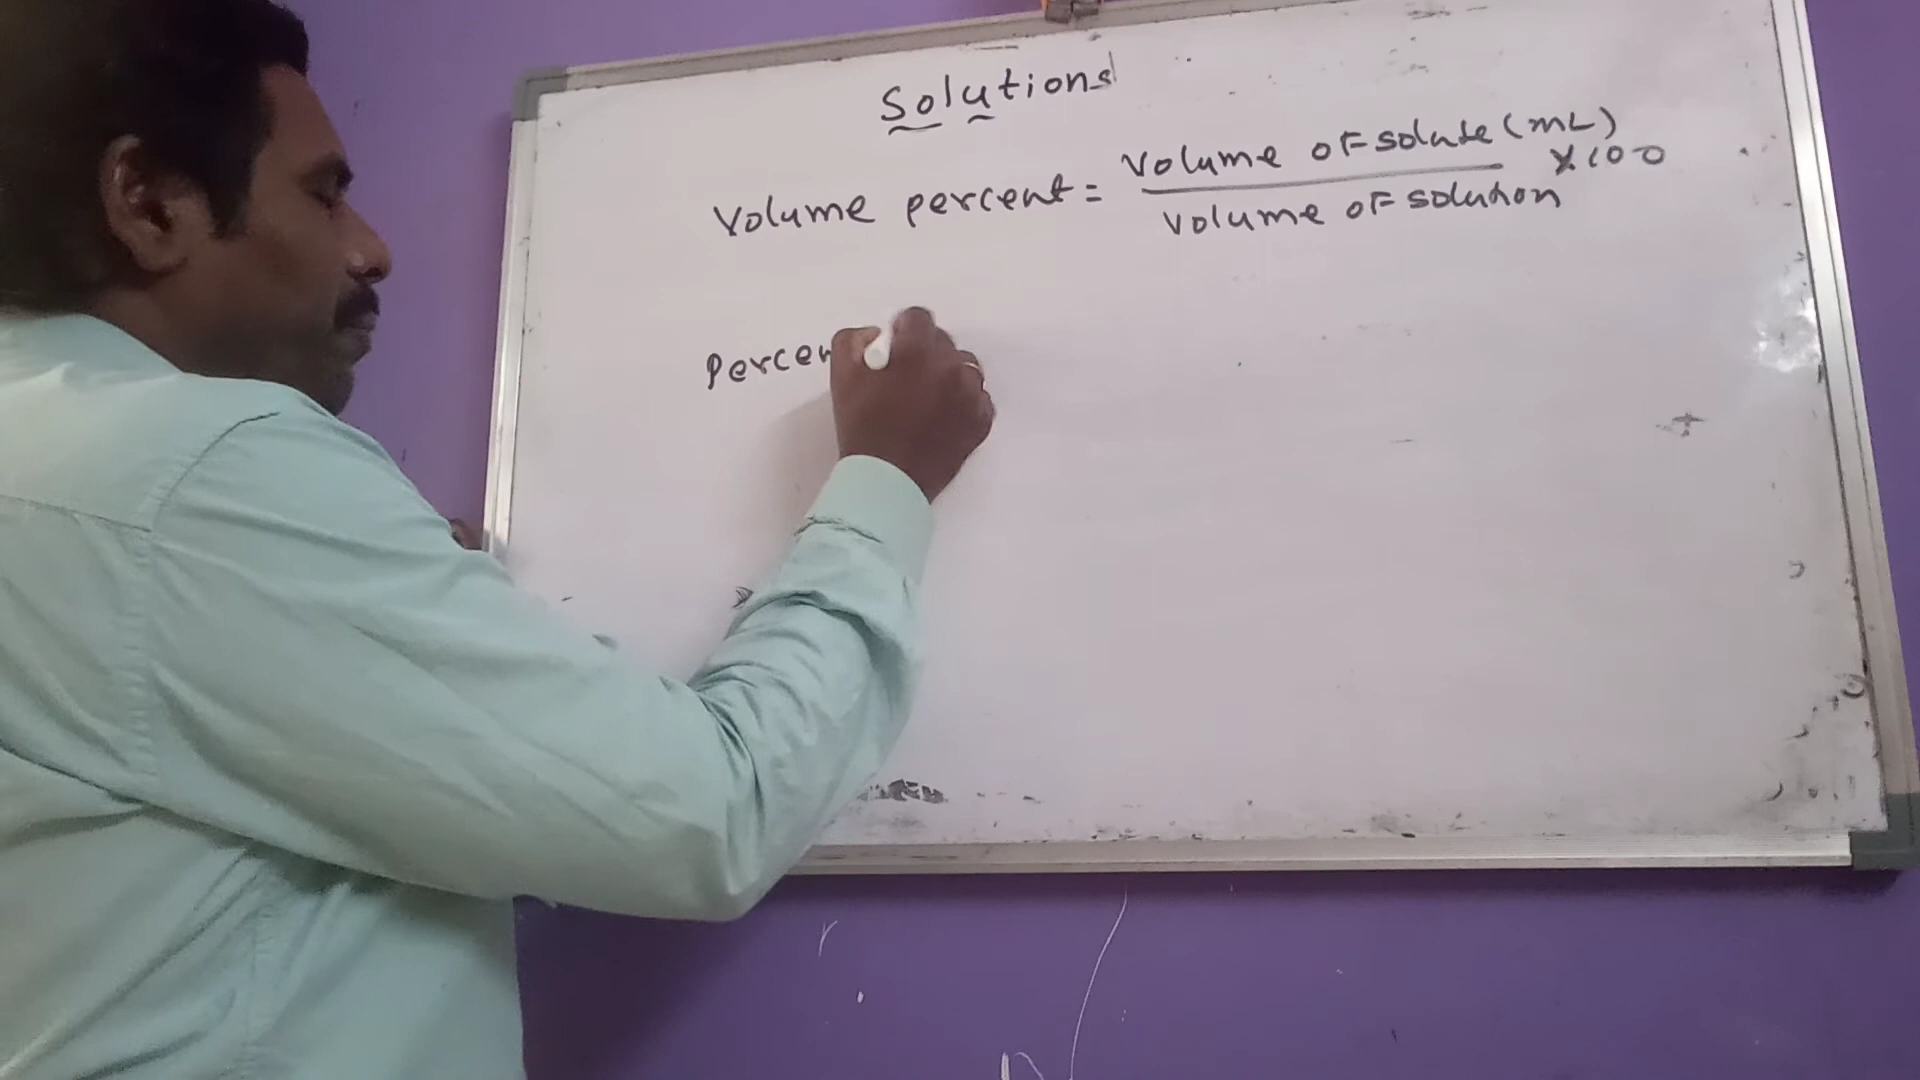 Solutions
Volume percent = Volume of solute (mL) / Volume of solution × 100
Percen